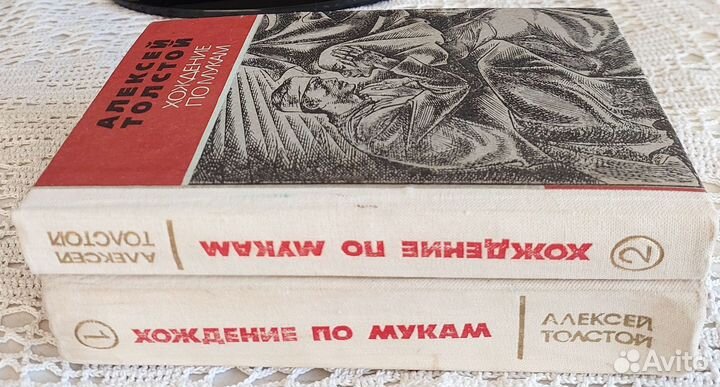 АЛЕКСЕЙ
ТОЛСТОЙ
ХОЖДЕНИЕ
ПО МУКАМ
АЛЕКСЕЙ
ТОЛСТОЙ
ХОЖДЕНИЕ ПО МУКАМ
2
1
ХОЖДЕНИЕ ПО МУКАМ
АЛЕКСЕЙ
ТОЛСТОЙ
Avito